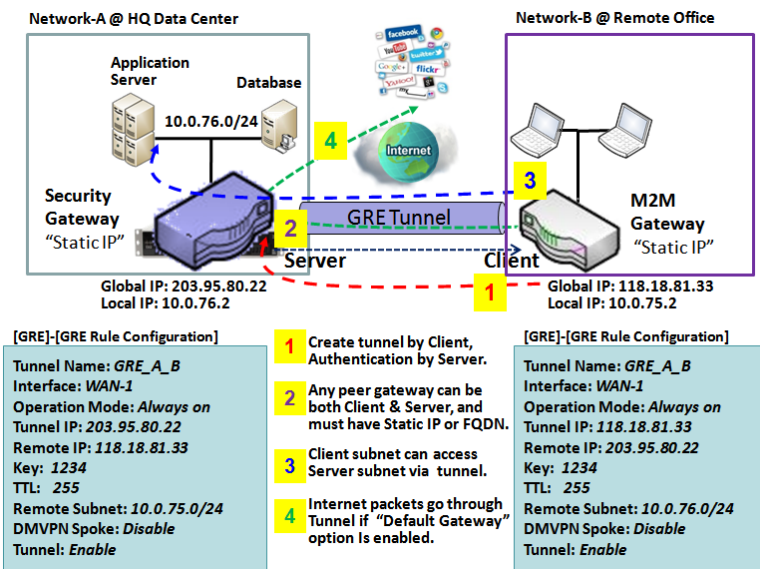 Network-A @ HQ Data Center
Network-B @ Remote Office
Application
Server
Database
10.0.76.0/24
facebook
YouTube
twitter
Google+
flickr
YAHOO!
my
Internet
4
3
Security
Gateway
"Static IP"
2
GRE Tunnel
M2M
Gateway
"Static IP"
Server
Client
1
Global IP: 203.95.80.22
Local IP: 10.0.76.2
Global IP: 118.18.81.33
Local IP: 10.0.75.2
[GRE]-[GRE Rule Configuration]
Tunnel Name: GRE_A_B
Interface: WAN-1
Operation Mode: Always on
Tunnel IP: 203.95.80.22
Remote IP: 118.18.81.33
Key: 1234
TTL: 255
Remote Subnet: 10.0.75.0/24
DMVPN Spoke: Disable
Tunnel: Enable
1
Create tunnel by Client,
Authentication by Server.
2
Any peer gateway can be
both Client & Server, and
must have Static IP or FQDN.
3
Client subnet can access
Server subnet via tunnel.
4
Internet packets go through
Tunnel if "Default Gateway"
option Is enabled.
[GRE]-[GRE Rule Configuration]
Tunnel Name: GRE_A_B
Interface: WAN-1
Operation Mode: Always on
Tunnel IP: 118.18.81.33
Remote IP: 203.95.80.22
Key: 1234
TTL: 255
Remote Subnet: 10.0.76.0/24
DMVPN Spoke: Disable
Tunnel: Enable